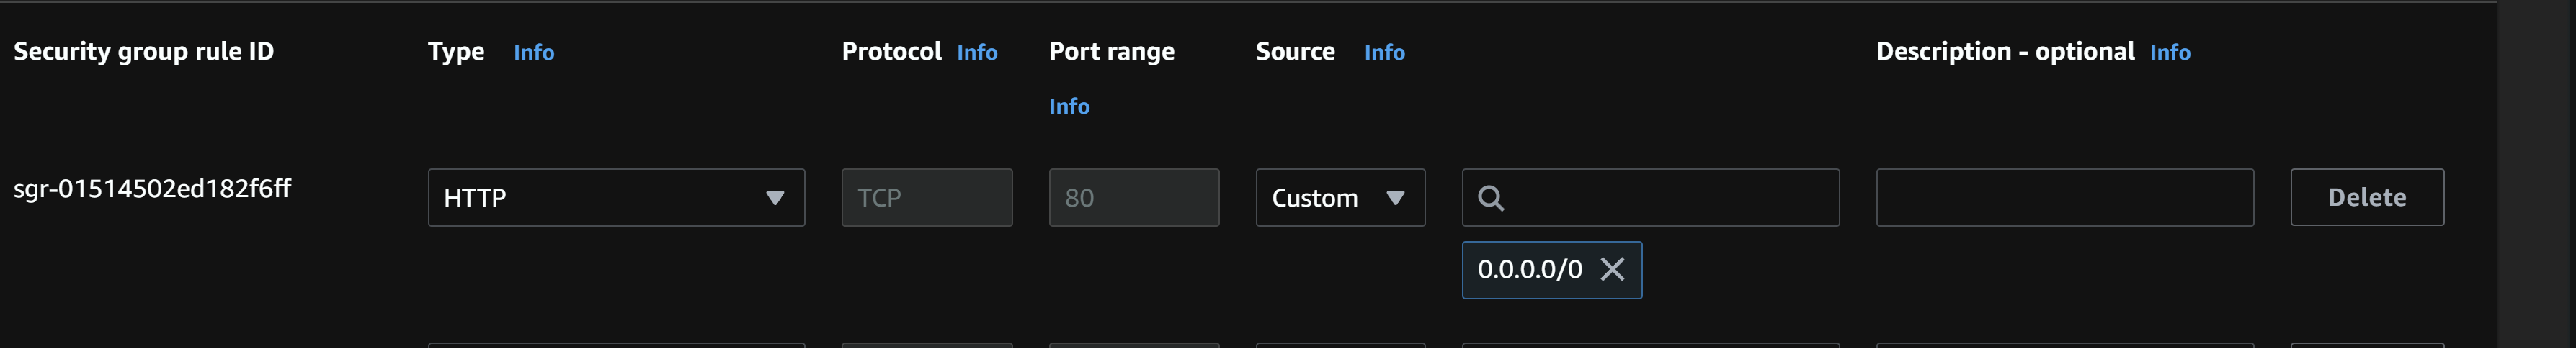 Security group rule ID Type Info Protocol Info Port range Source Info Description - optional Info
Info
sgr-01514502ed182f6ff HTTP TCP 80 Custom Delete
0.0.0.0/0